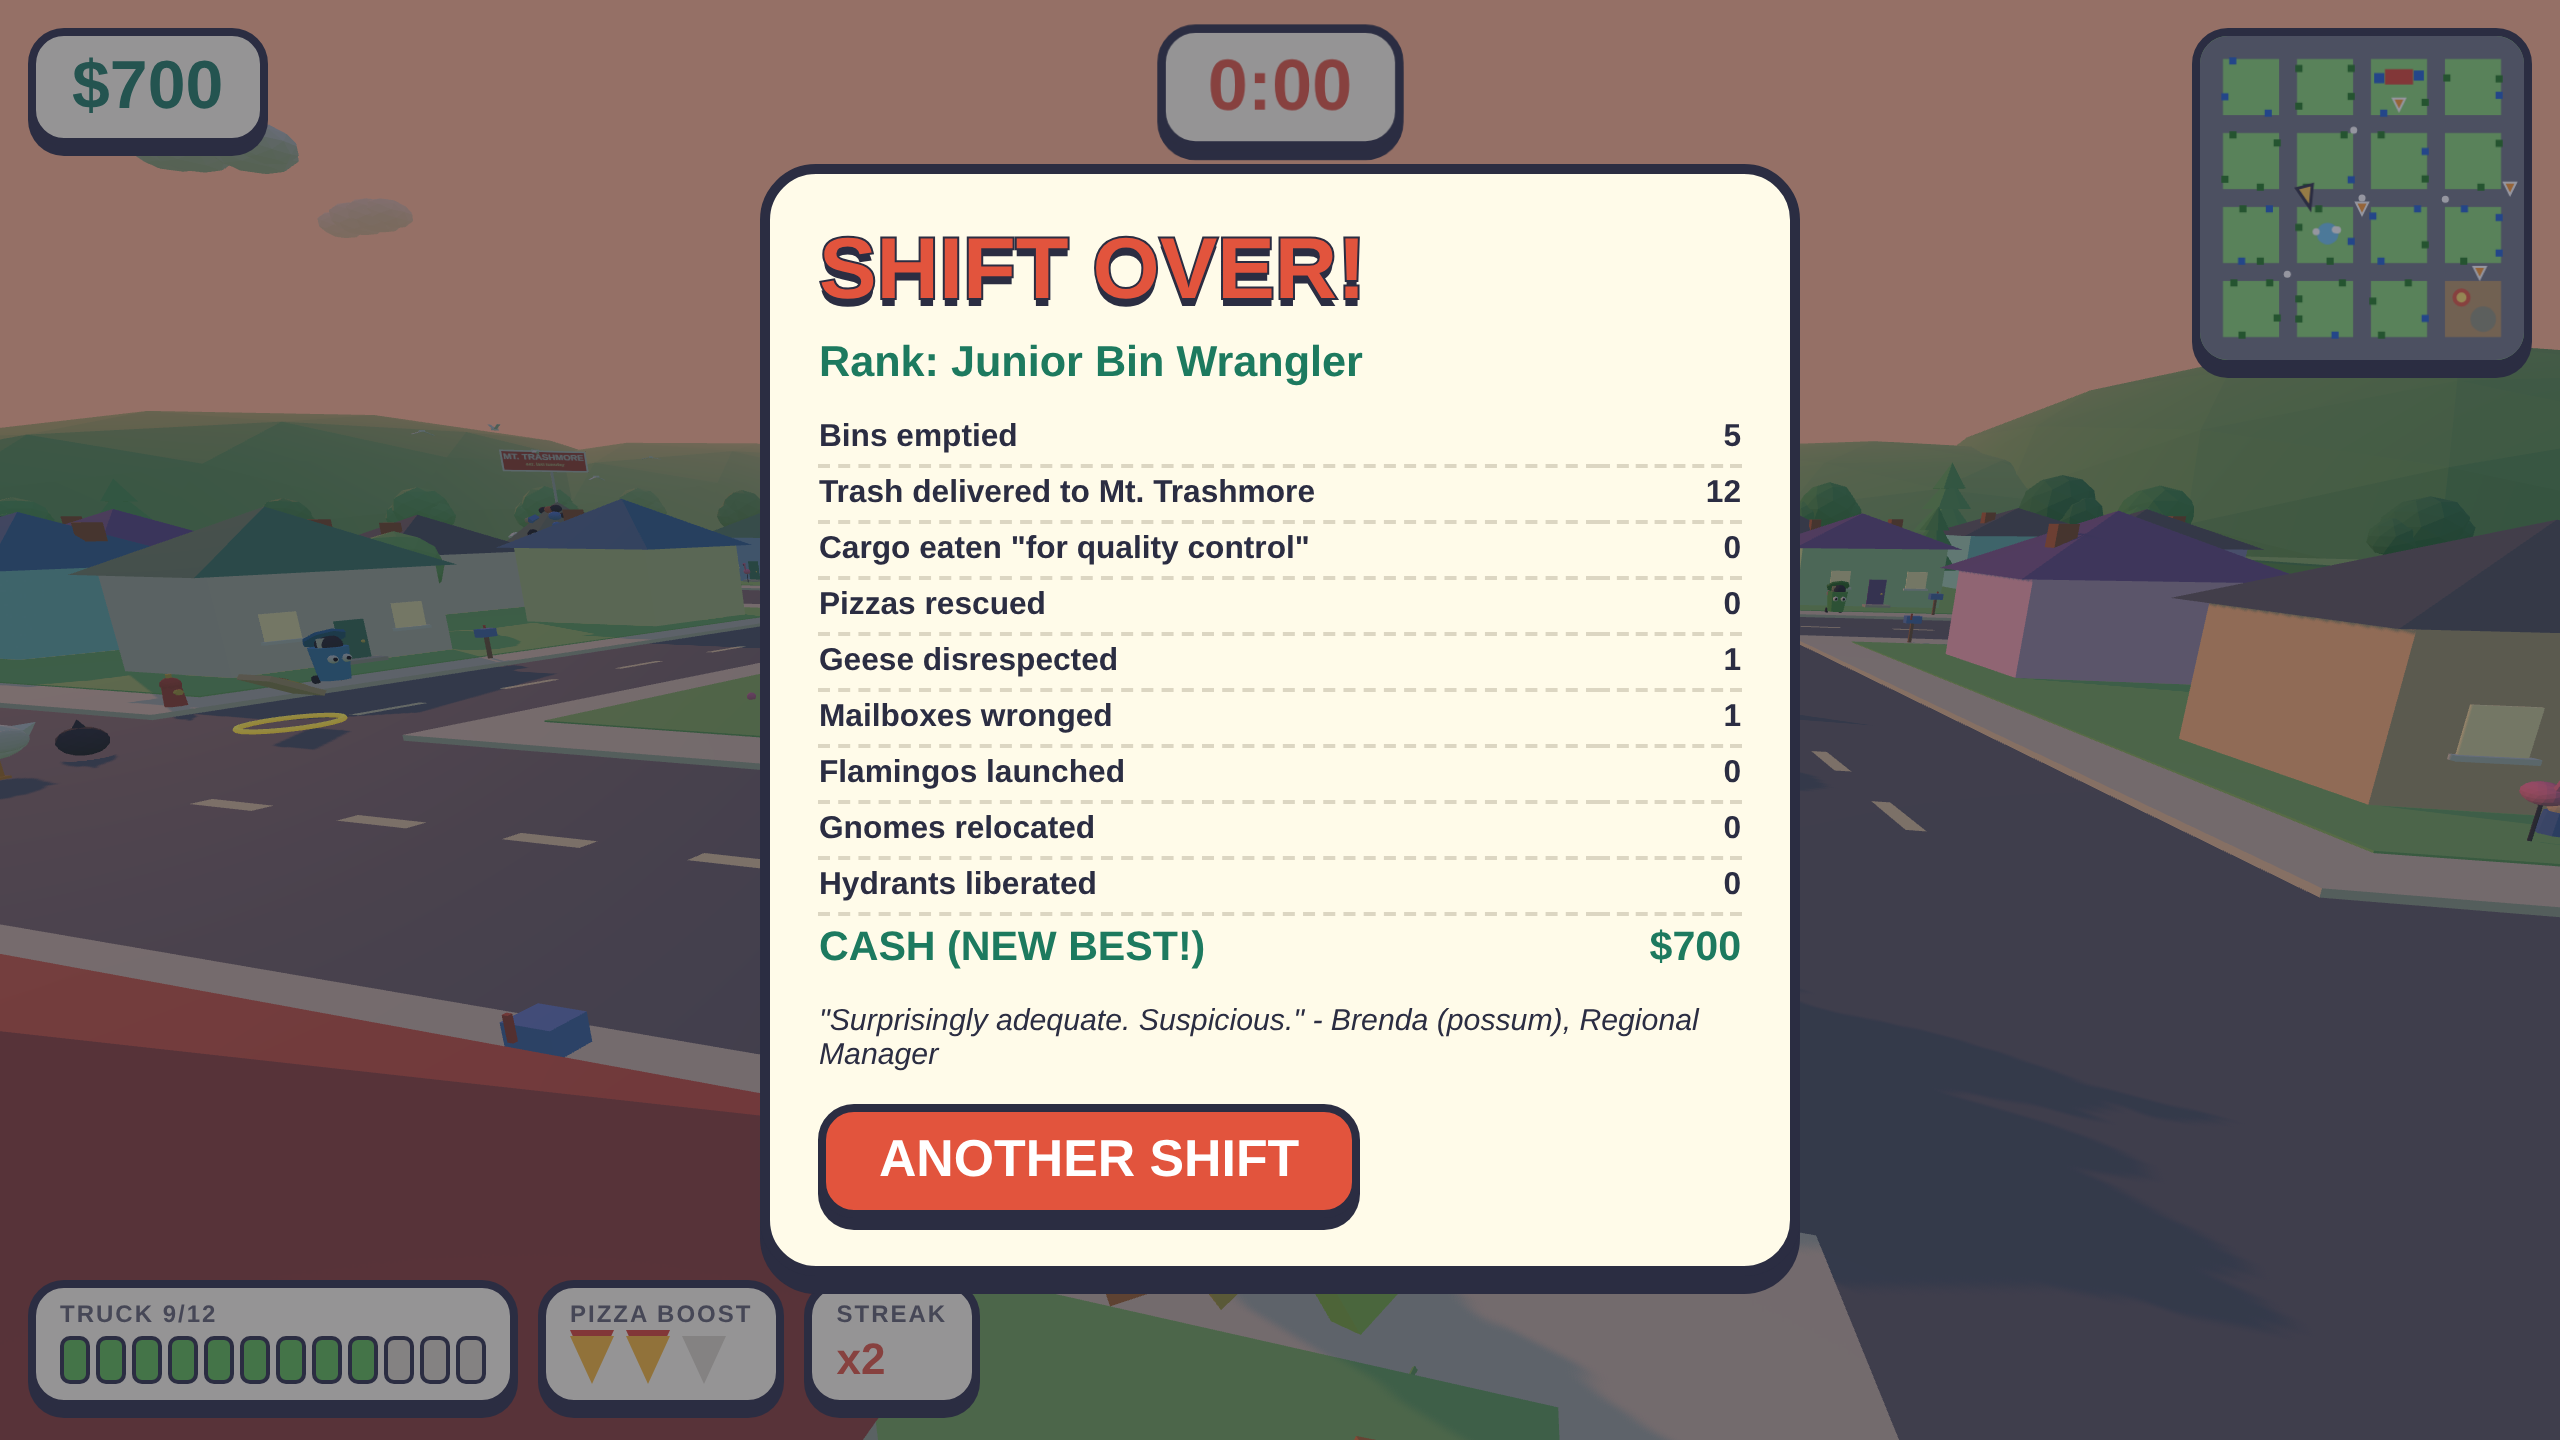 $700
0:00
SHIFT OVER!
Rank: Junior Bin Wrangler
Bins emptied 5
Trash delivered to Mt. Trashmore 12
Cargo eaten "for quality control" 0
Pizzas rescued 0
Geese disrespected 1
Mailboxes wronged 1
Flamingos launched 0
Gnomes relocated 0
Hydrants liberated 0
CASH (NEW BEST!) $700
"Surprisingly adequate. Suspicious." - Brenda (possum), Regional
Manager
ANOTHER SHIFT
MT. TRASHMORE
TRUCK 9/12
PIZZA BOOST
STREAK
x2